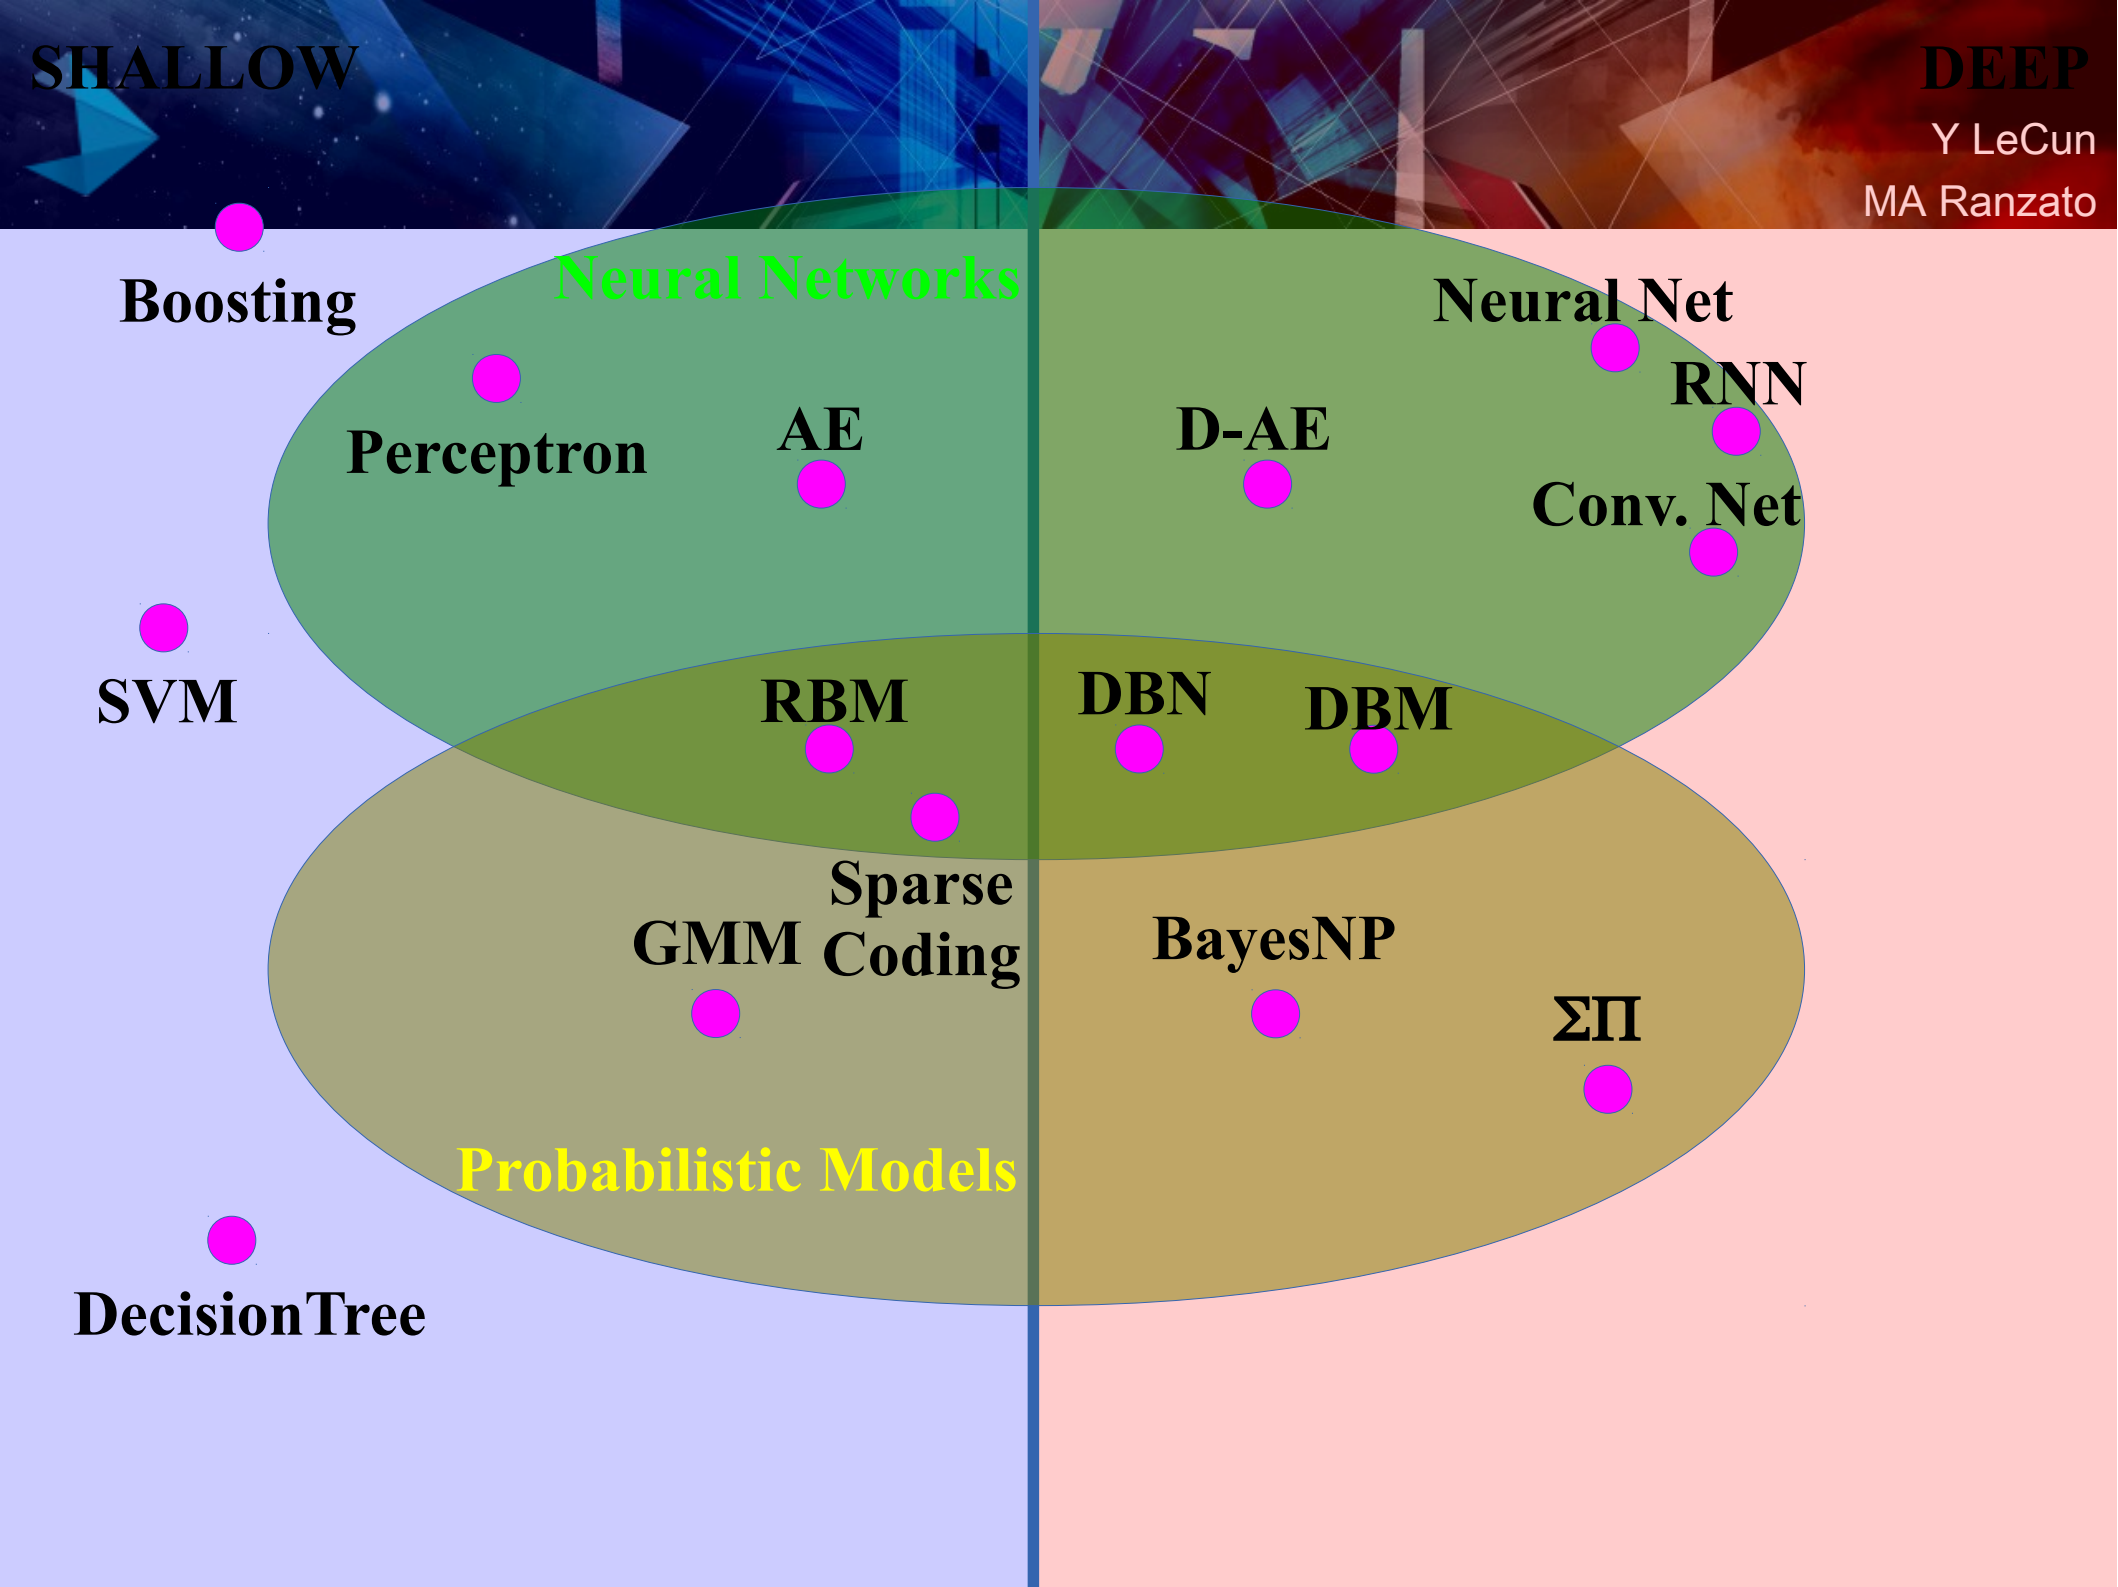 SHALLOW
DEEP
Y LeCun
MA Ranzato
Neural Networks
Boosting
Neural Net
RNN
Perceptron
AE
D-AE
Conv. Net
SVM
RBM
DBN
DBM
Sparse
Coding
GMM
BayesNP
ΣΠ
Probabilistic Models
DecisionTree